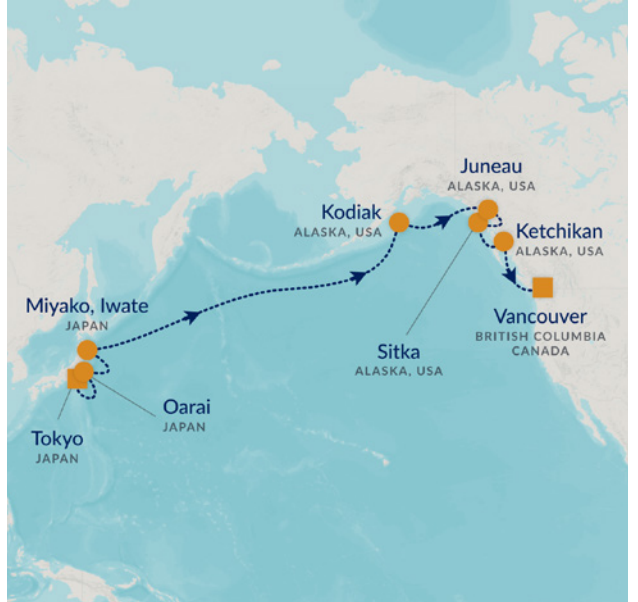 Juneau
ALASKA, USA
Kodiak
ALASKA, USA
Ketchikan
ALASKA, USA
Miyako, Iwate
JAPAN
Vancouver
BRITISH COLUMBIA
CANADA
Sitka
ALASKA, USA
Oarai
JAPAN
Tokyo
JAPAN